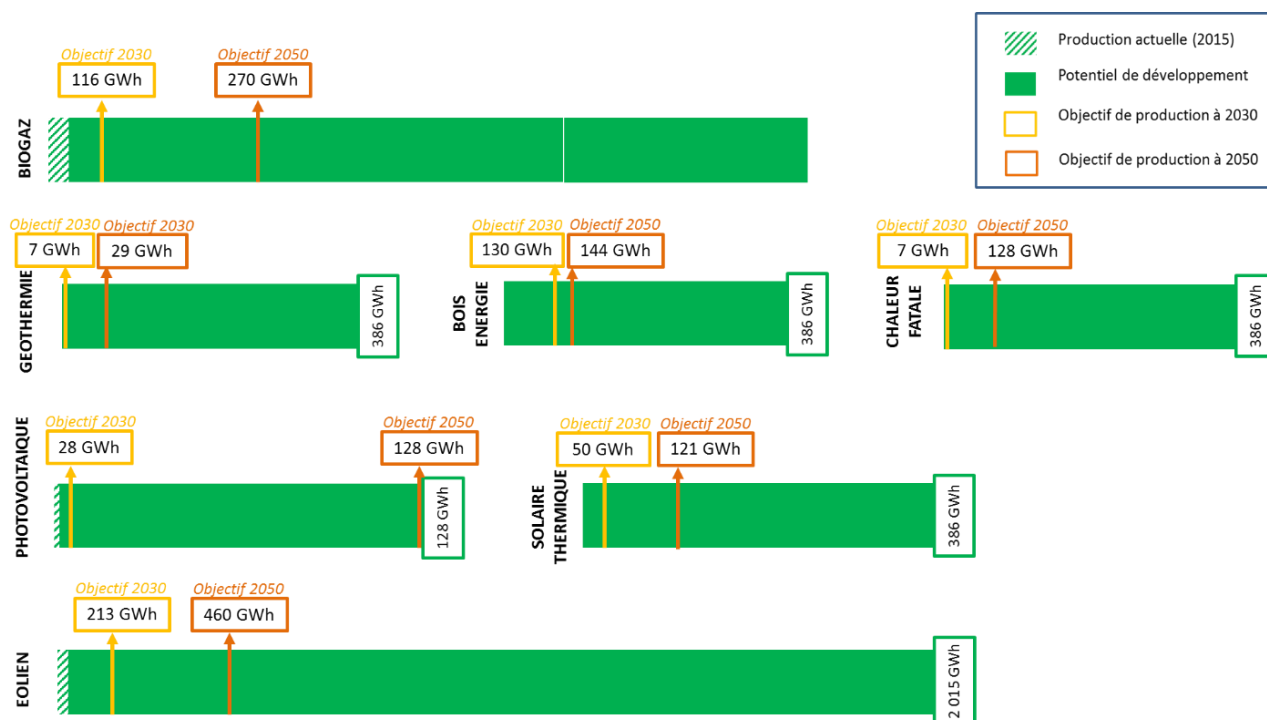 Production actuelle (2015)
Potentiel de développement
Objectif de production à 2030
Objectif de production à 2050
Objectif 2030
116 GWh
Objectif 2050
270 GWh
BIOGAZ
Objectif 2030
7 GWh
Objectif 2050
29 GWh
GEOTHERMIE
386 GWh
Objectif 2030
130 GWh
Objectif 2050
144 GWh
BOIS
ENERGIE
386 GWh
Objectif 2030
7 GWh
Objectif 2050
128 GWh
CHALEUR
FATALE
386 GWh
Objectif 2030
28 GWh
Objectif 2050
128 GWh
PHOTOVOLTAIQUE
128 GWh
Objectif 2030
50 GWh
Objectif 2050
121 GWh
SOLAIRE
THERMIQUE
386 GWh
Objectif 2030
213 GWh
Objectif 2050
460 GWh
EOLIEN
2 015 GWh